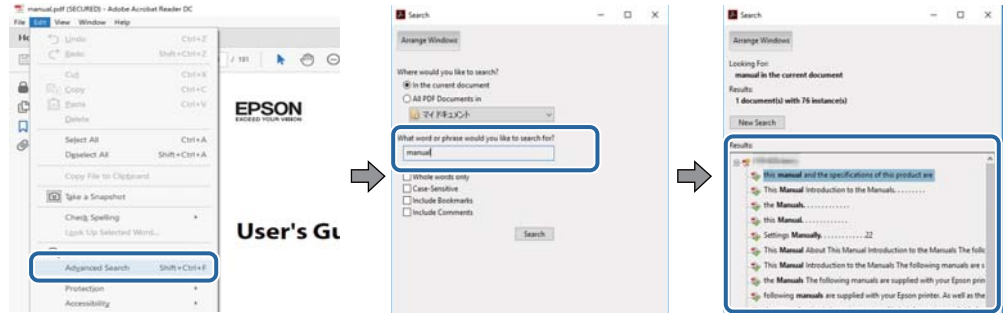 manual.pdf (SECURED) - Adobe Acrobat Reader DC
File Edit View Window Help
Undo Ctrl+Z
Redo Shift+Ctrl+Z
Cut Ctrl+X
Copy Ctrl+C
Paste Ctrl+V
Delete
Select All Ctrl+A
Deselect All Shift+Ctrl+A
Copy File to Clipboard
Take a Snapshot
Check Spelling
Look Up Selected Word...
Advanced Search Shift+Ctrl+F
Protection
Accessibility
/ 191
EPSON
EXCEED YOUR VISION
User's Gu
Search
Arrange Windows
Where would you like to search?
In the current document
All PDF Documents in
マイ ドキュメント
What word or phrase would you like to search for?
manual
Whole words only
Case-Sensitive
Include Bookmarks
Include Comments
Search
Search
Arrange Windows
Looking For:
manual in the current document
Results:
1 document(s) with 76 instance(s)
New Search
Results:
this manual and the specifications of this product are
This Manual Introduction to the Manuals. . . . . . . . .
the Manuals. . . . . . . . . . . . .
this Manual. . . . . . . . . . . . .
Settings Manually. . . . . . . . . . . . .22
This Manual About This Manual Introduction to the Manuals The follo
This Manual Introduction to the Manuals The following manuals are s
the Manuals The following manuals are supplied with your Epson prin
following manuals are supplied with your Epson printer. As well as the